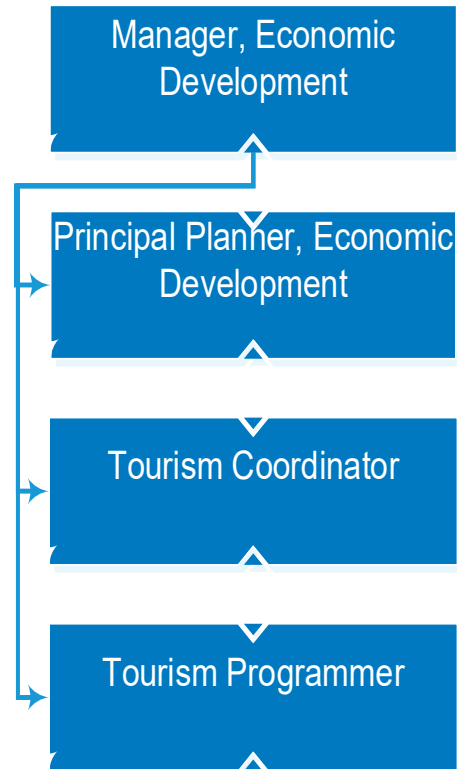 Manager, Economic
Development
Principal Planner, Economic
Development
Tourism Coordinator
Tourism Programmer